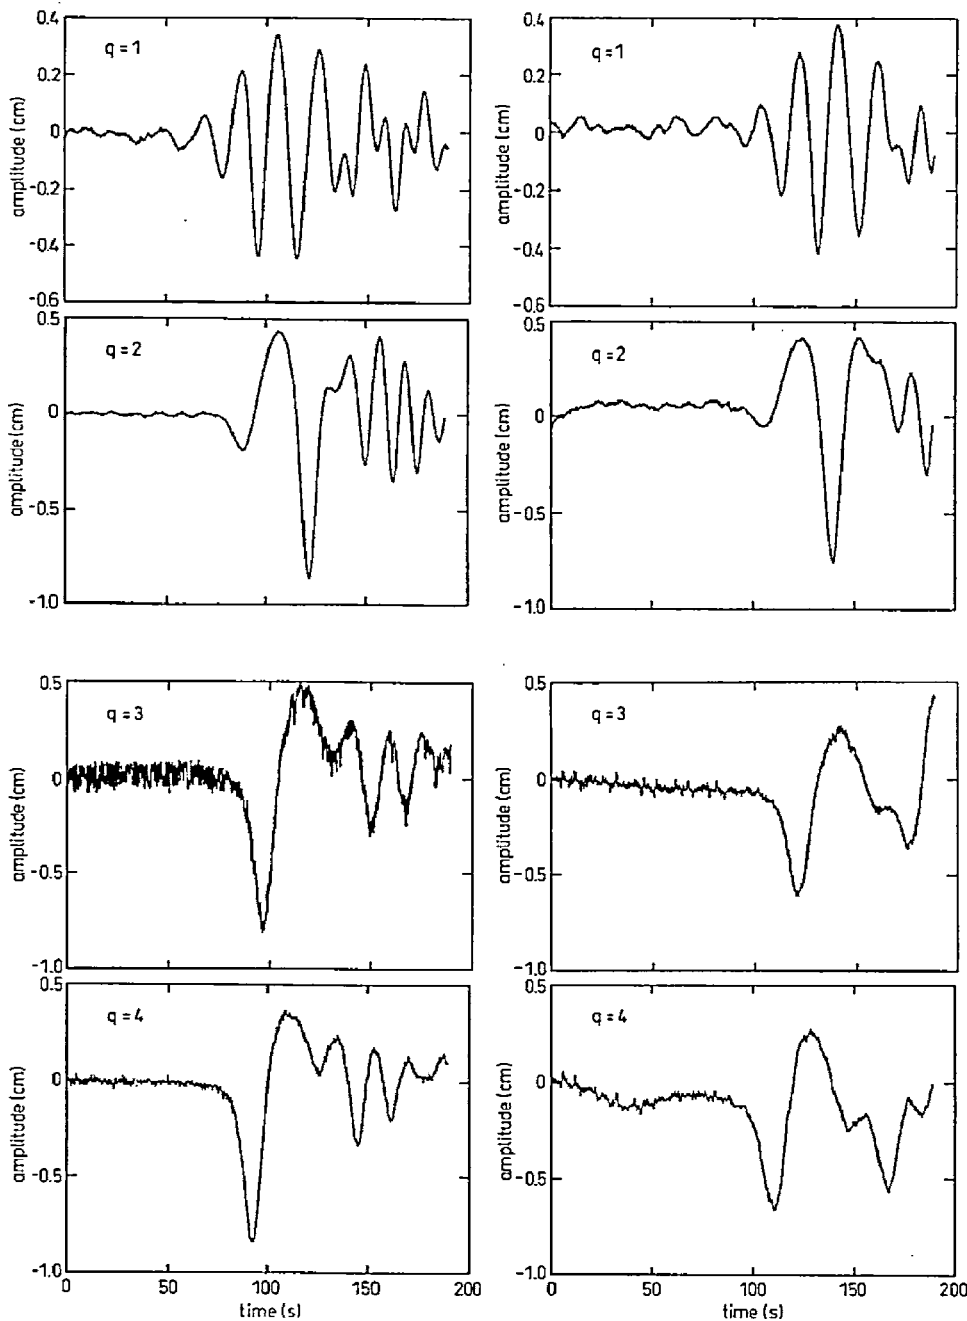 0.4
q = 1
0.2
0
-0.2
-0.4
-0.6
amplitude (cm)
0.4
q = 1
0.2
0
-0.2
-0.4
-0.6
amplitude (cm)
0.5
q = 2
0
-0.5
-1.0
amplitude (cm)
0.5
q = 2
0
-0.5
-1.0
amplitude (cm)
0.5
q = 3
0
-0.5
-1.0
amplitude (cm)
0.5
q = 3
0
-0.5
-1.0
amplitude (cm)
0.5
q = 4
0
-0.5
-1.0
amplitude (cm)
0 50 100 150 200
time (s)
0.5
q = 4
0
-0.5
-1.0
amplitude (cm)
0 50 100 150 200
time (s)